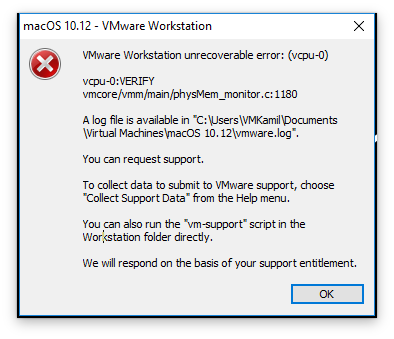 macOS 10.12 - VMware Workstation
VMware Workstation unrecoverable error: (vcpu-0)
vcpu-0:VERIFY
vmcore/vmm/main/physMem_monitor.c:1180
A log file is available in "C:\Users\VMKamil\Documents
\Virtual Machines\macOS 10.12\vmware.log".
You can request support.
To collect data to submit to VMware support, choose
"Collect Support Data" from the Help menu.
You can also run the "vm-support" script in the
Workstation folder directly.
We will respond on the basis of your support entitlement.
OK